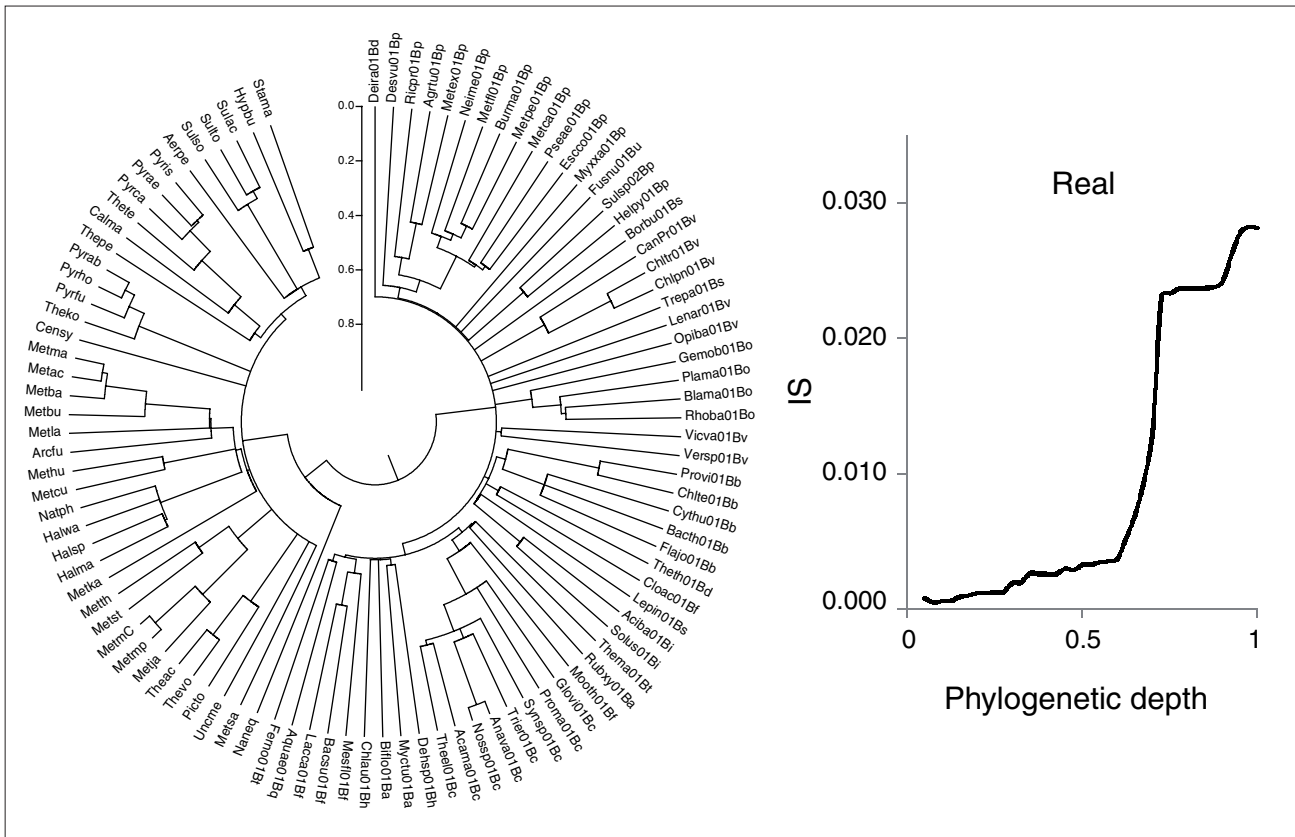 Deira01Bd
Desvu01Bp
Ricpr01Bp
Agrtu01Bp
Metex01Bp
Neime01Bp
Metfl01Bp
Burma01Bp
Metpe01Bp
Metca01Bp
Pseae01Bp
Escco01Bp
Myxxa01Bp
Fusnu01Bu
Sulsp02Bp
Helpy01Bp
Borbu01Bs
CanPr01Bv
Chltr01Bv
Chlpn01Bv
Trepa01Bs
Lenar01Bv
Opiba01Bv
Gemob01Bo
Plama01Bo
Blama01Bo
Rhoba01Bo
Vicva01Bv
Versp01Bv
Provi01Bb
Chlte01Bb
Cythu01Bb
Bacth01Bb
Flajo01Bb
Theth01Bd
Cloac01Bf
Lepin01Bs
Aciba01Bi
Solus01Bi
Thema01Bt
Rubxy01Ba
Mooth01Bf
Glovi01Bc
Proma01Bc
Synsp01Bc
Trier01Bc
Anava01Bc
Nossp01Bc
Acama01Bc
Theel01Bc
Dehsp01Bh
Myctu01Ba
Biflo01Ba
Chlau01Bh
Mesfl01Bf
Bacsu01Bf
Lacca01Bf
Aquae01Bq
Ferno01Bt
Naneq
Metsa
Uncme
Picto
Thevo
Theac
Metja
Metmp
MetmC
Metst
Metth
Metka
Halma
Halsp
Halwa
Natph
Metcu
Methu
Arcfu
Metla
Metbu
Metba
Metac
Metma
Censy
Theko
Pyrfu
Pyrho
Pyrab
Thepe
Calma
Thete
Pyrca
Pyrae
Pyris
Aerpe
Sulso
Sulto
Sulac
Hypbu
Stama
0.0
0.2
0.4
0.6
0.8
Real
IS
0.030
0.020
0.010
0.000
0
0.5
1
Phylogenetic depth